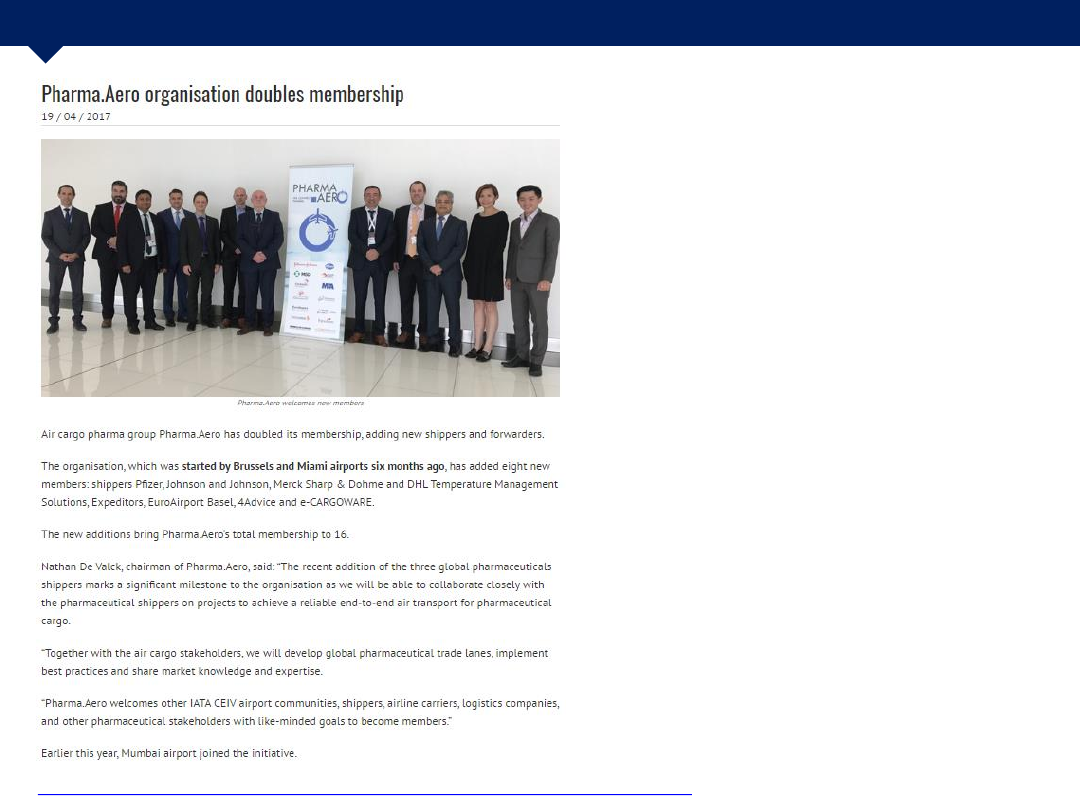 Pharma.Aero organisation doubles membership
19 / 04 / 2017
PHARMA
AERO
MSD
MIA
Pharma.Aero welcomes new members
Air cargo pharma group Pharma.Aero has doubled its membership, adding new shippers and forwarders.
The organisation, which was started by Brussels and Miami airports six months ago, has added eight new
members: shippers Pfizer, Johnson and Johnson, Merck Sharp & Dohme and DHL Temperature Management
Solutions, Expeditors, EuroAirport Basel, 4Advice and e-CARGOWARE.
The new additions bring Pharma.Aero's total membership to 16.
Nathan De Valck, chairman of Pharma.Aero, said: "The recent addition of the three global pharmaceuticals
shippers marks a significant milestone to the organisation as we will be able to collaborate closely with
the pharmaceutical shippers on projects to achieve a reliable end-to-end air transport for pharmaceutical
cargo.
"Together with the air cargo stakeholders, we will develop global pharmaceutical trade lanes, implement
best practices and share market knowledge and expertise.
"Pharma.Aero welcomes other IATA CEIV airport communities, shippers, airline carriers, logistics companies,
and other pharmaceutical stakeholders with like-minded goals to become members."
Earlier this year, Mumbai airport joined the initiative.